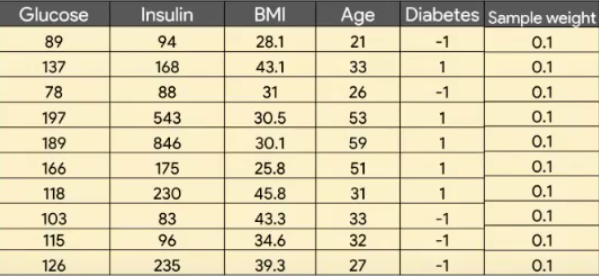 Glucose Insulin BMI Age Diabetes Sample weight
89 94 28.1 21 -1 0.1
137 168 43.1 33 1 0.1
78 88 31 26 -1 0.1
197 543 30.5 53 1 0.1
189 846 30.1 59 1 0.1
166 175 25.8 51 1 0.1
118 230 45.8 31 1 0.1
103 83 43.3 33 -1 0.1
115 96 34.6 32 -1 0.1
126 235 39.3 27 -1 0.1